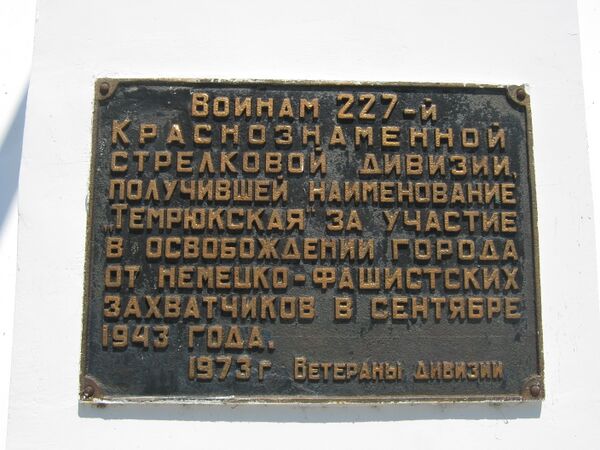 Воинам 227-й
Краснознаменной
стрелковой дивизии,
получившей наименование
„Темрюкская" за участие
в освобождении города
от немецко-фашистских
захватчиков в сентябре
1943 года.
1973 г Ветераны дивизии